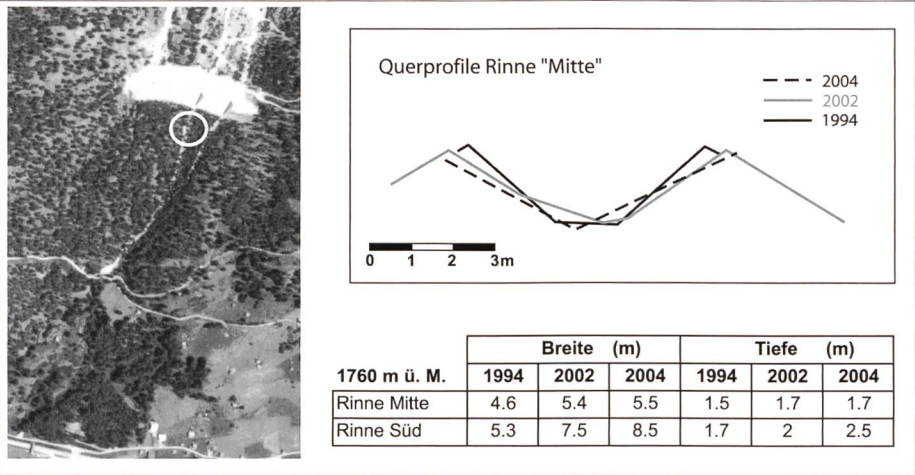 Querprofile Rinne "Mitte"
2004
2002
1994
0 1 2 3m
Breite (m) Tiefe (m)
1760 m ü. M. 1994 2002 2004 1994 2002 2004
Rinne Mitte 4.6 5.4 5.5 1.5 1.7 1.7
Rinne Süd 5.3 7.5 8.5 1.7 2 2.5